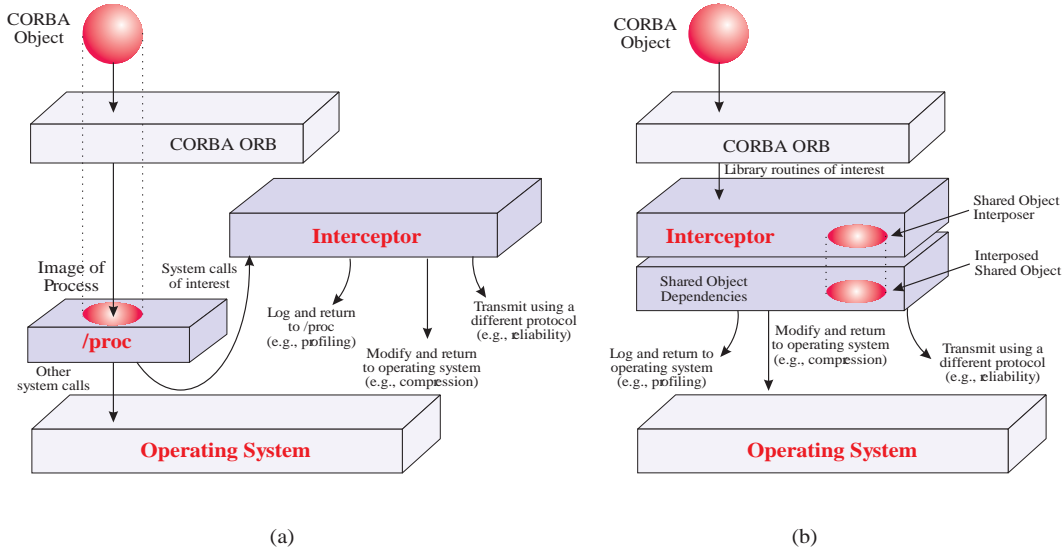 CORBA
Object
CORBA ORB
Interceptor
Image of
Process
System calls
of interest
/proc
Log and return
to /proc
(e.g., profiling)
Modify and return
to operating system
(e.g., compression)
Transmit using a
different protocol
(e.g., reliability)
Other
system calls
Operating System
(a)
CORBA
Object
CORBA ORB
Library routines of interest
Interceptor
Shared Object
Interposer
Shared Object
Dependencies
Interposed
Shared Object
Log and return to
operating system
(e.g., profiling)
Modify and return
to operating system
(e.g., compression)
Transmit using a
different protocol
(e.g., reliability)
Operating System
(b)